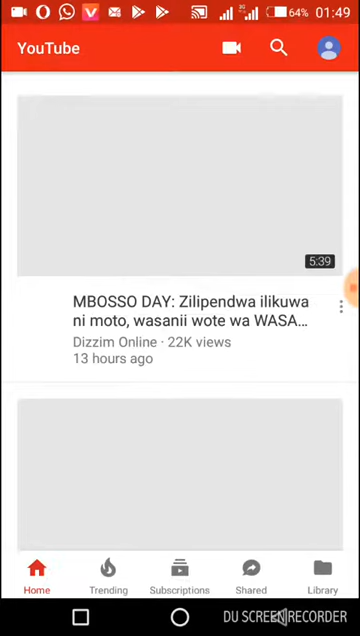 64% 01:49
YouTube
5:39
MBOSSO DAY: Zilipendwa ilikuwa
ni moto, wasanii wote wa WASA...
Dizzim Online · 22K views
13 hours ago
Home Trending Subscriptions Shared Library
DU SCREEN RECORDER